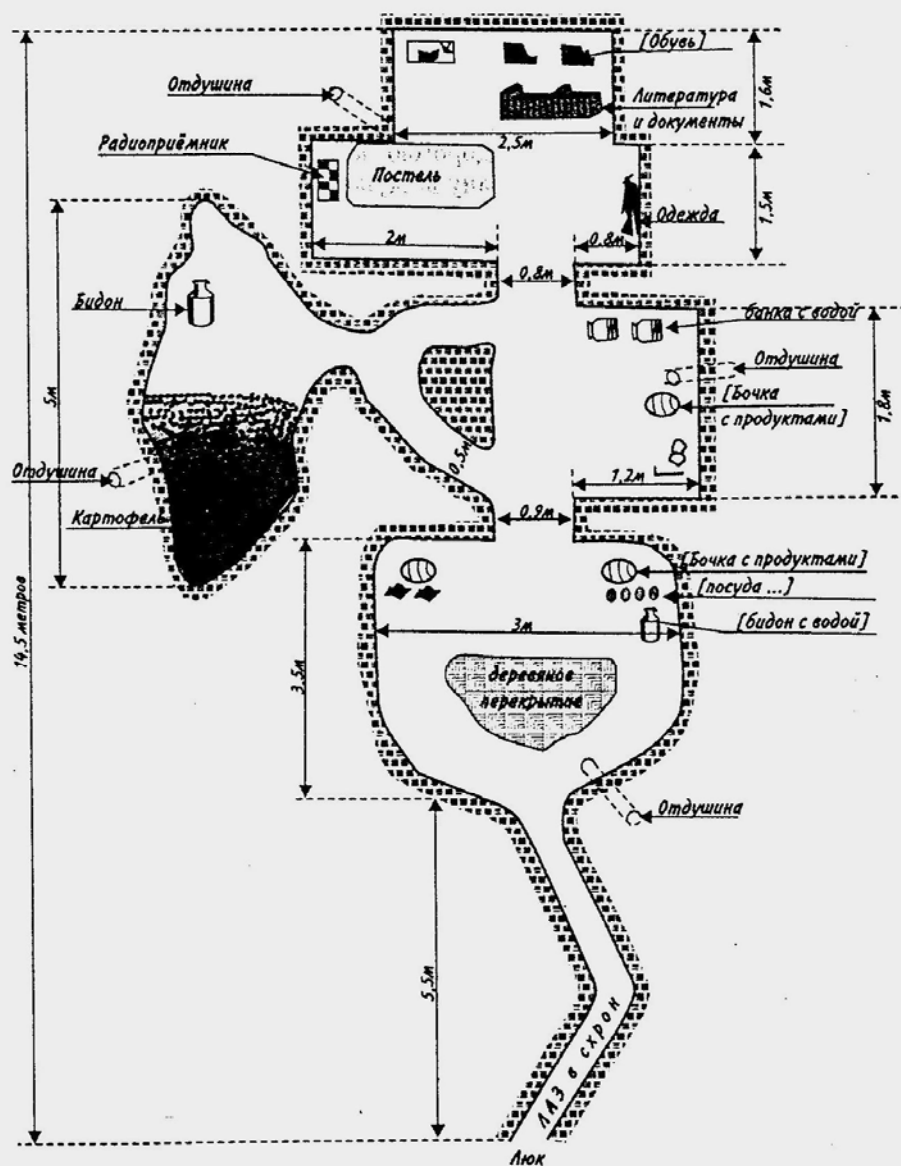 [Обувь]
Отдушина
1,6м
Литература
и документы
2,5м
Радиоприёмник
Постель
1,5м
Одежда
2м
0,8м
0,8м
Бидон
банка с водой
Отдушина
5м
[Бочка
с продуктами]
1,8м
0,5м
Отдушина
1,2м
Картофель
0,9м
[Бочка с продуктами]
[посуда ...]
3м
[бидон с водой]
14,5 метров
3,5м
деревяное
перекрытие
Отдушина
5,5м
ЛАЗ в схрон
Люк